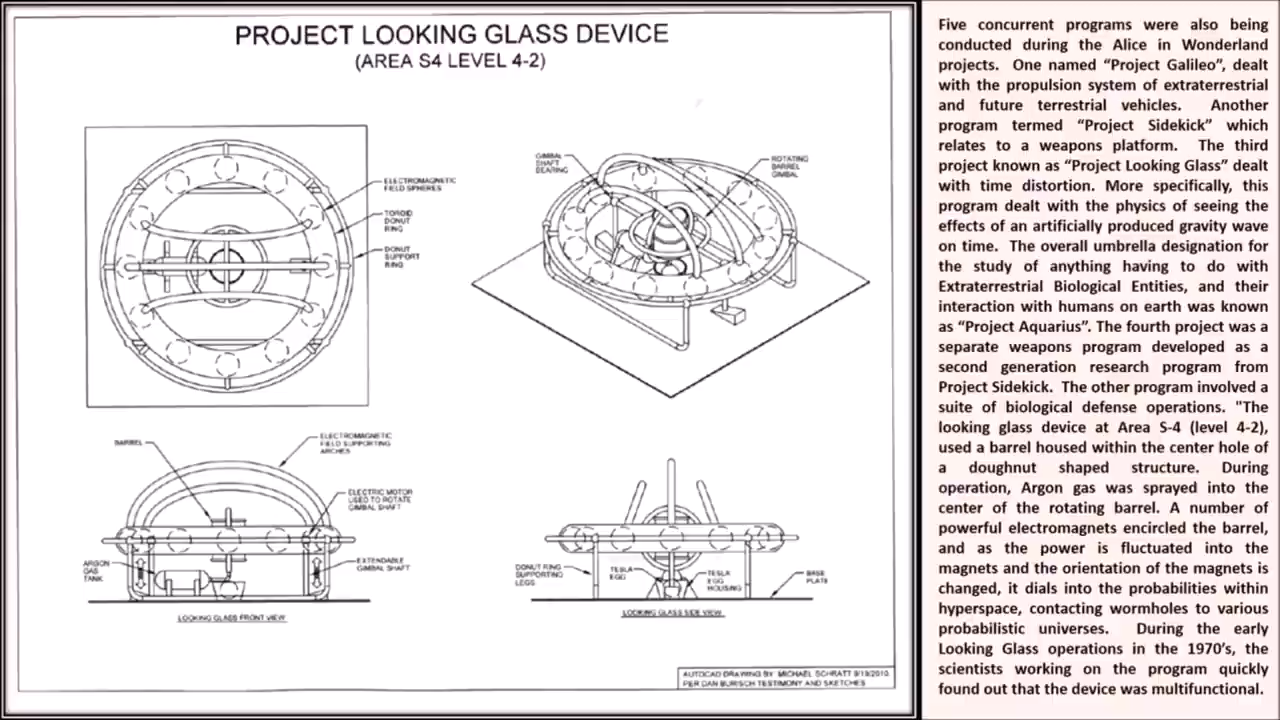 PROJECT LOOKING GLASS DEVICE
(AREA S4 LEVEL 4-2)
ELECTROMAGNETIC
FIELD SPHERES
TOROID
DONUT
RING
DONUT
SUPPORT
RING
GIMBAL
SHAFT
BEARING
ROTATING
BARREL
GIMBAL
BARREL
ELECTROMAGNETIC
FIELD SUPPORTING
ARCHES
ELECTRIC MOTOR
USED TO ROTATE
GIMBAL SHAFT
ARGON
GAS
TANK
EXTENDABLE
GIMBAL SHAFT
LOOKING GLASS FRONT VIEW
DONUT RING
SUPPORTING
LEGS
TESLA
EGG
TESLA
EGG
HOUSING
BASE
PLATE
LOOKING GLASS SIDE VIEW
AUTOCAD DRAWING BY MICHAEL SCHRATT 9/13/2010
PER DAN BURISCH TESTIMONY AND SKETCHES
Five concurrent programs were also being
conducted during the Alice in Wonderland
projects. One named “Project Galileo”, dealt
with the propulsion system of extraterrestrial
and future terrestrial vehicles. Another
program termed “Project Sidekick” which
relates to a weapons platform. The third
project known as “Project Looking Glass” dealt
with time distortion. More specifically, this
program dealt with the physics of seeing the
effects of an artificially produced gravity wave
on time. The overall umbrella designation for
the study of anything having to do with
Extraterrestrial Biological Entities, and their
interaction with humans on earth was known
as “Project Aquarius”. The fourth project was a
separate weapons program developed as a
second generation research program from
Project Sidekick. The other program involved a
suite of biological defense operations. "The
looking glass device at Area S-4 (level 4-2),
used a barrel housed within the center hole of
a doughnut shaped structure. During
operation, Argon gas was sprayed into the
center of the rotating barrel. A number of
powerful electromagnets encircled the barrel,
and as the power is fluctuated into the
magnets and the orientation of the magnets is
changed, it dials into the probabilities within
hyperspace, contacting wormholes to various
probabilistic universes. During the early
Looking Glass operations in the 1970’s, the
scientists working on the program quickly
found out that the device was multifunctional.